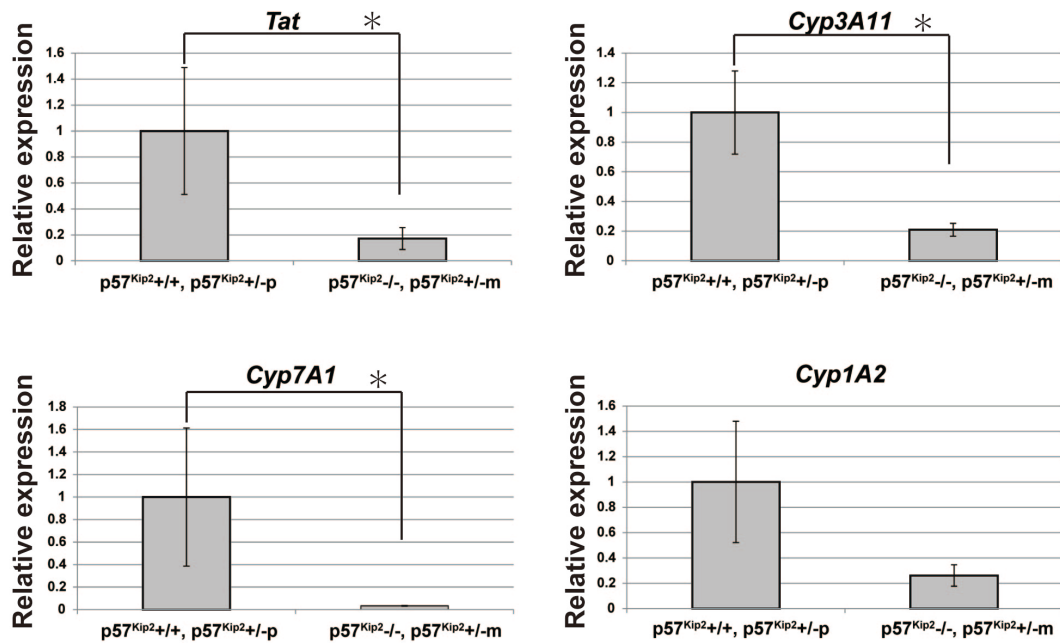 Tat *
Relative expression
1.6
1.4
1.2
1
0.8
0.6
0.4
0.2
0
p57Kip2+/+, p57Kip2+/-p
p57Kip2-/-, p57Kip2+/-m
Cyp3A11 *
Relative expression
1.4
1.2
1
0.8
0.6
0.4
0.2
0
p57Kip2+/+, p57Kip2+/-p
p57Kip2-/-, p57Kip2+/-m
Cyp7A1 *
Relative expression
1.8
1.6
1.4
1.2
1
0.8
0.6
0.4
0.2
0
p57Kip2+/+, p57Kip2+/-p
p57Kip2-/-, p57Kip2+/-m
Cyp1A2
Relative expression
1.6
1.4
1.2
1
0.8
0.6
0.4
0.2
0
p57Kip2+/+, p57Kip2+/-p
p57Kip2-/-, p57Kip2+/-m